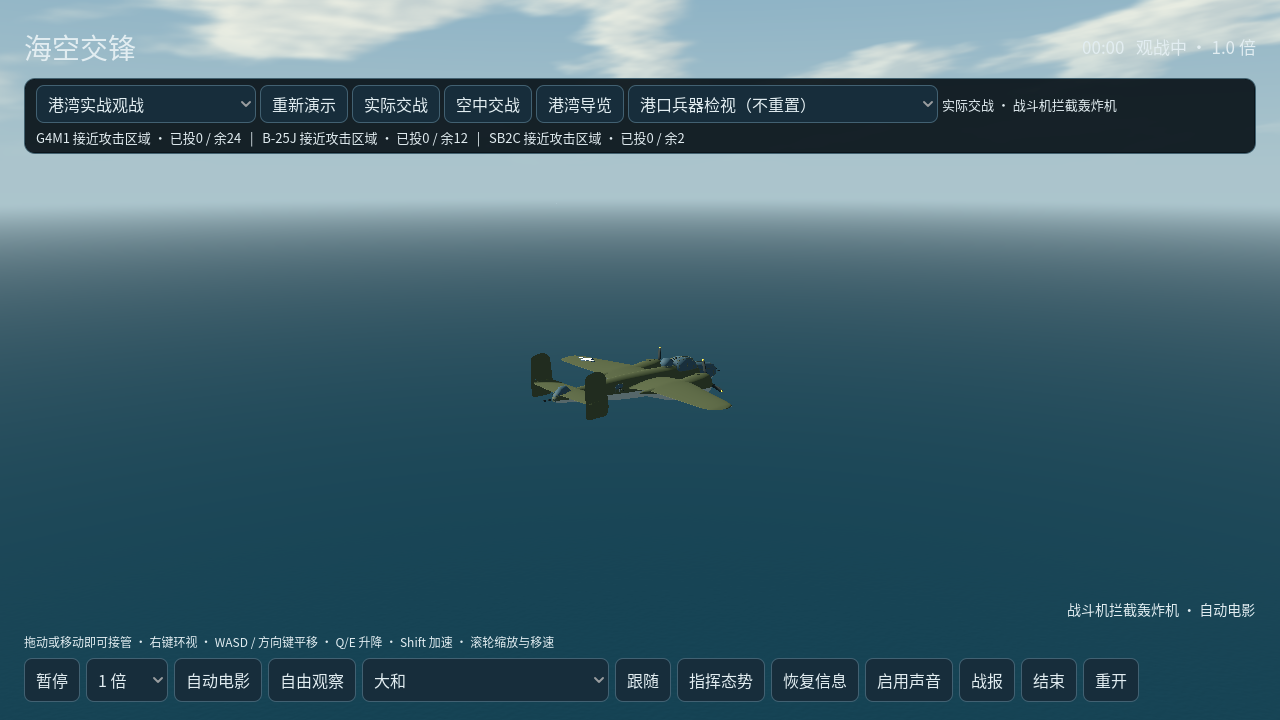 海空交锋
00:00 观战中 · 1.0 倍
港湾实战观战 重新演示 实际交战 空中交战 港湾导览 港口兵器检视（不重置） 实际交战 · 战斗机拦截轰炸机
G4M1 接近攻击区域 · 已投0 / 余24 | B-25J 接近攻击区域 · 已投0 / 余12 | SB2C 接近攻击区域 · 已投0 / 余2
战斗机拦截轰炸机 · 自动电影
拖动或移动即可接管 · 右键环视 · WASD / 方向键平移 · Q/E 升降 · Shift 加速 · 滚轮缩放与移速
暂停 1 倍 自动电影 自由观察 大和 跟随 指挥态势 恢复信息 启用声音 战报 结束 重开